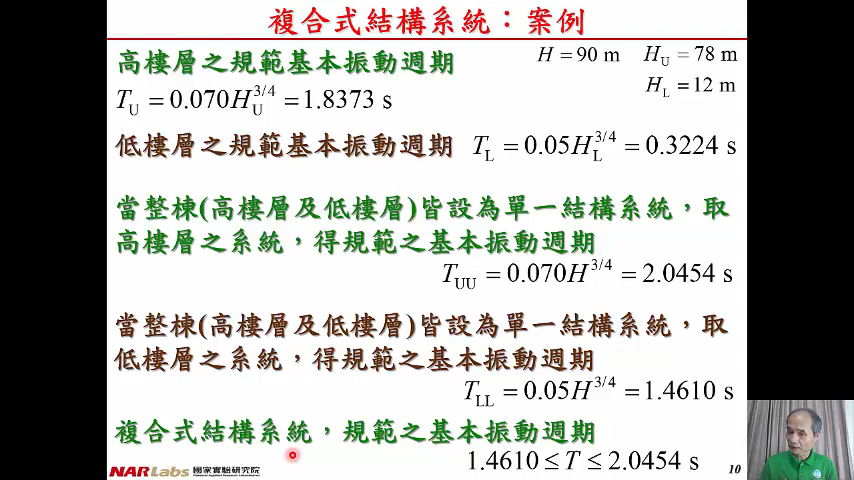 複合式結構系統：案例
高樓層之規範基本振動週期
H = 90 m H_U = 78 m
H_L = 12 m
T_U = 0.070H_U^{3/4} = 1.8373 s
低樓層之規範基本振動週期 T_L = 0.05H_L^{3/4} = 0.3224 s
當整棟(高樓層及低樓層)皆設為單一結構系統，取
高樓層之系統，得規範之基本振動週期
T_UU = 0.070H^{3/4} = 2.0454 s
當整棟(高樓層及低樓層)皆設為單一結構系統，取
低樓層之系統，得規範之基本振動週期
T_LL = 0.05H^{3/4} = 1.4610 s
複合式結構系統，規範之基本振動週期
1.4610 ≤ T ≤ 2.0454 s
NARLabs 國家實驗研究院
10